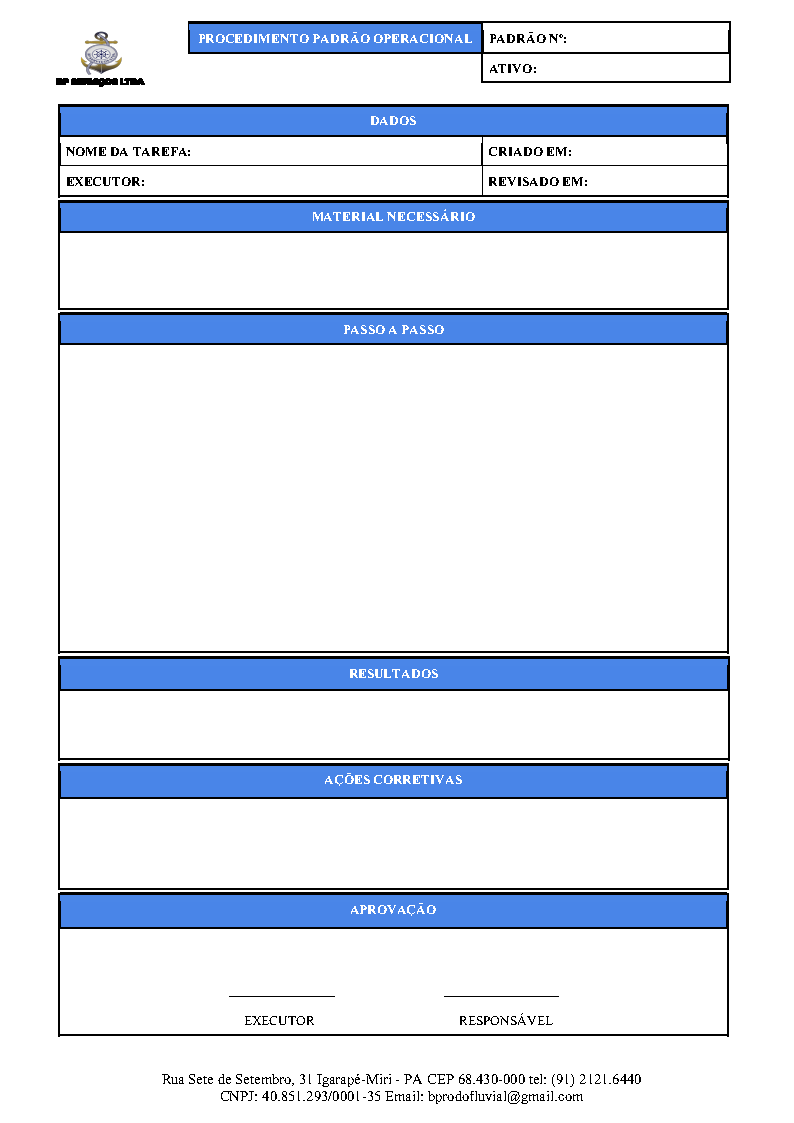 BP SERVIÇOS LTDA
PROCEDIMENTO PADRÃO OPERACIONAL
PADRÃO Nº:
ATIVO:
DADOS
NOME DA TAREFA:
CRIADO EM:
EXECUTOR:
REVISADO EM:
MATERIAL NECESSÁRIO
PASSO A PASSO
RESULTADOS
AÇÕES CORRETIVAS
APROVAÇÃO
EXECUTOR
RESPONSÁVEL
Rua Sete de Setembro, 31 Igarapé-Miri - PA CEP 68.430-000 tel: (91) 2121.6440
CNPJ: 40.851.293/0001-35 Email: bprodofluvial@gmail.com